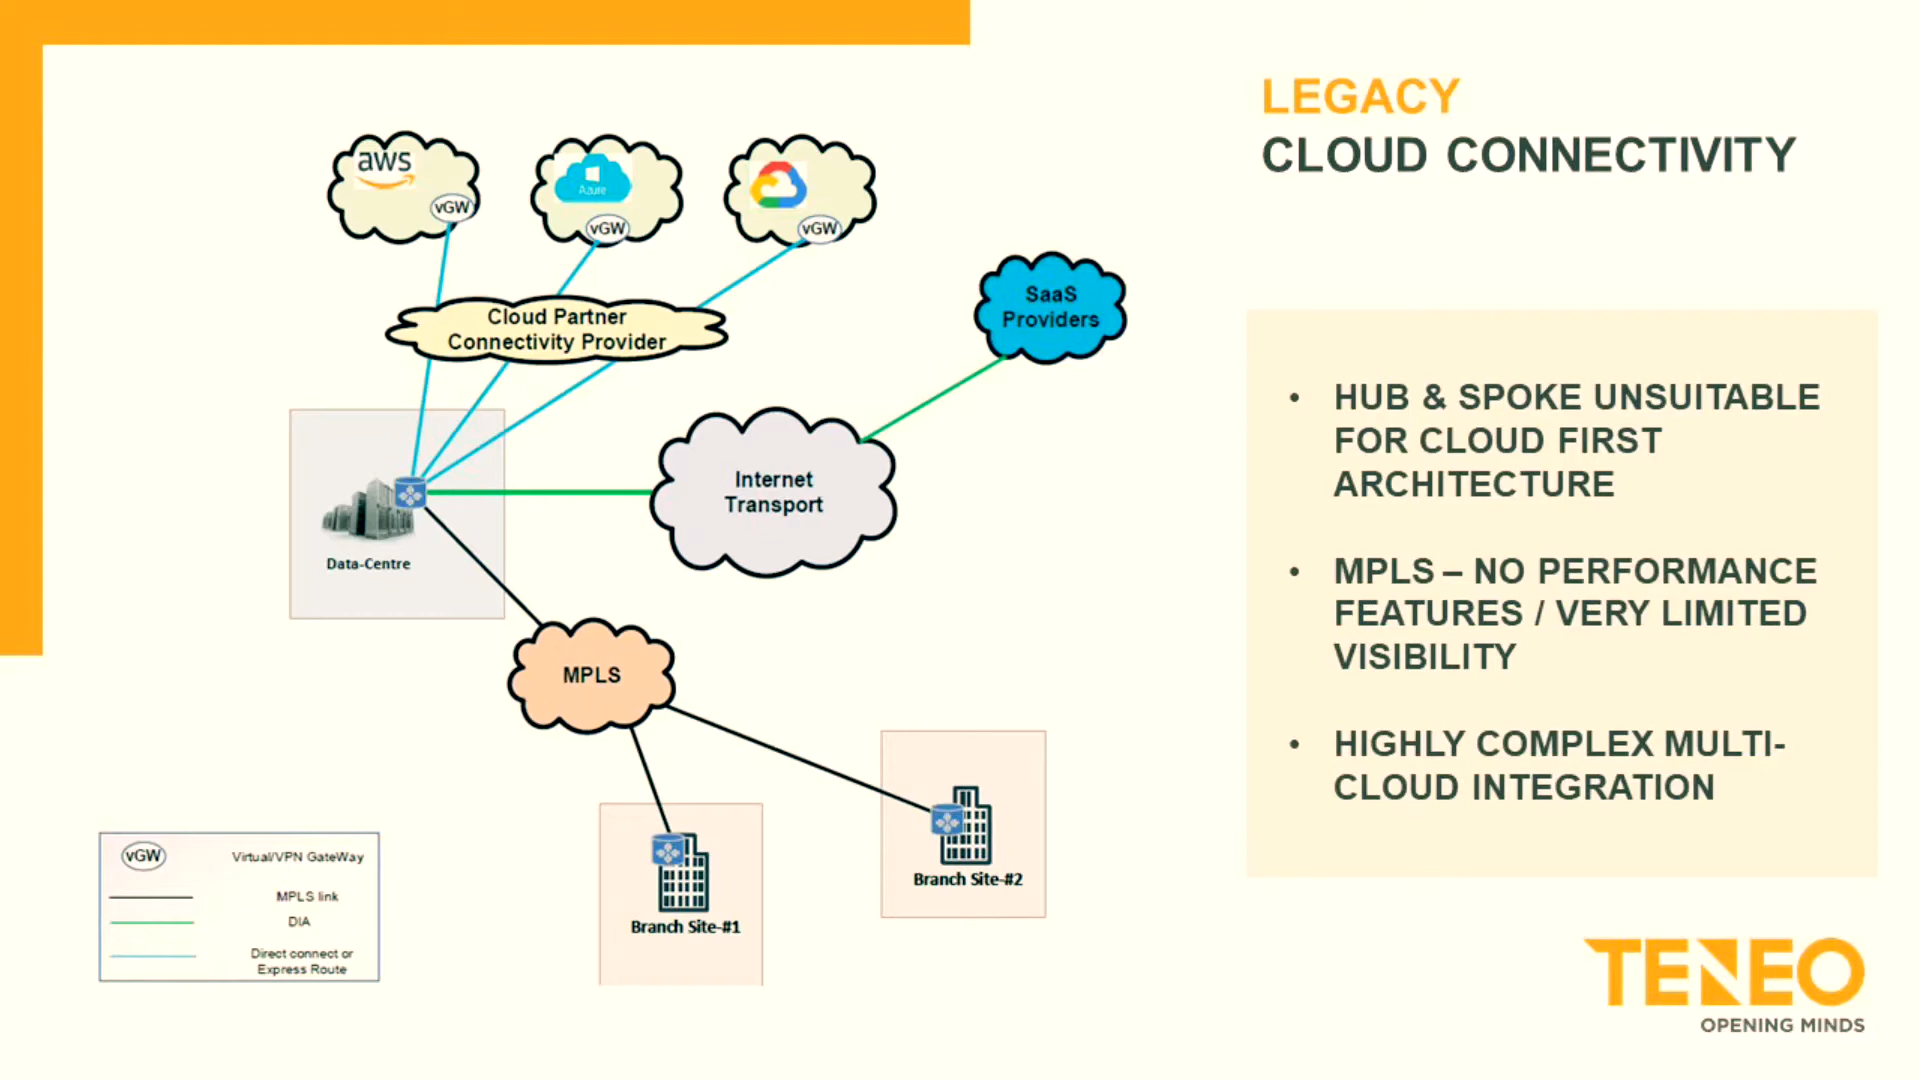 LEGACY
CLOUD CONNECTIVITY
aws
vGW
Azure
vGW
vGW
Cloud Partner
Connectivity Provider
SaaS
Providers
Internet
Transport
Data-Centre
MPLS
Branch Site-#1
Branch Site-#2
vGW
Virtual/VPN GateWay
MPLS link
DIA
Direct connect or
Express Route
• HUB & SPOKE UNSUITABLE
FOR CLOUD FIRST
ARCHITECTURE
• MPLS – NO PERFORMANCE
FEATURES / VERY LIMITED
VISIBILITY
• HIGHLY COMPLEX MULTI-
CLOUD INTEGRATION
TENEO
OPENING MINDS